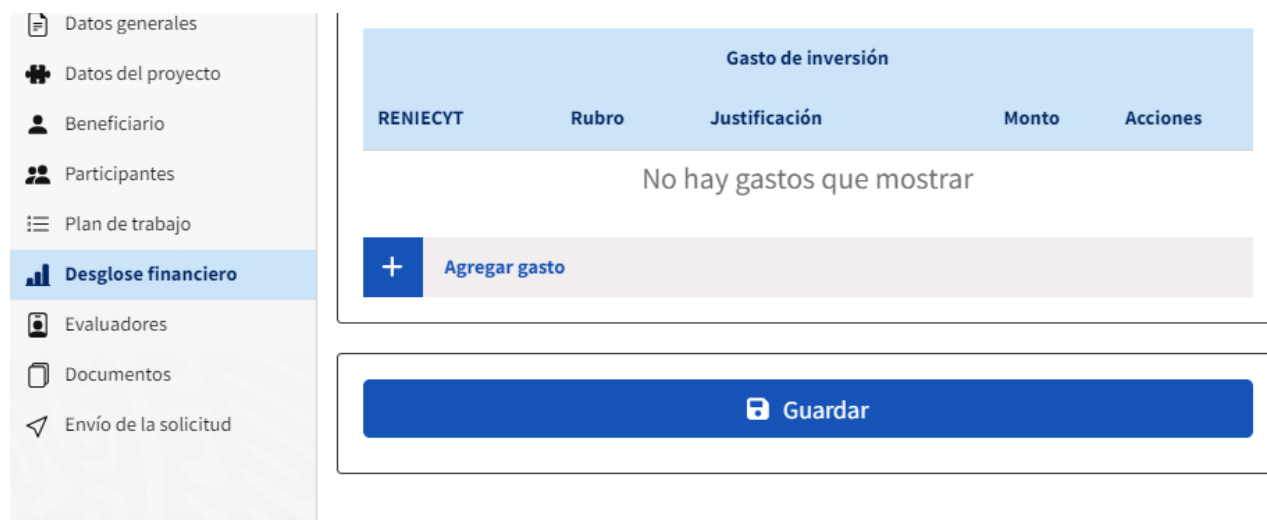 Datos generales
Datos del proyecto
Beneficiario
Participantes
Plan de trabajo
Desglose financiero
Evaluadores
Documentos
Envío de la solicitud
Gasto de inversión
RENIECYT Rubro Justificación Monto Acciones
No hay gastos que mostrar
+ Agregar gasto
Guardar